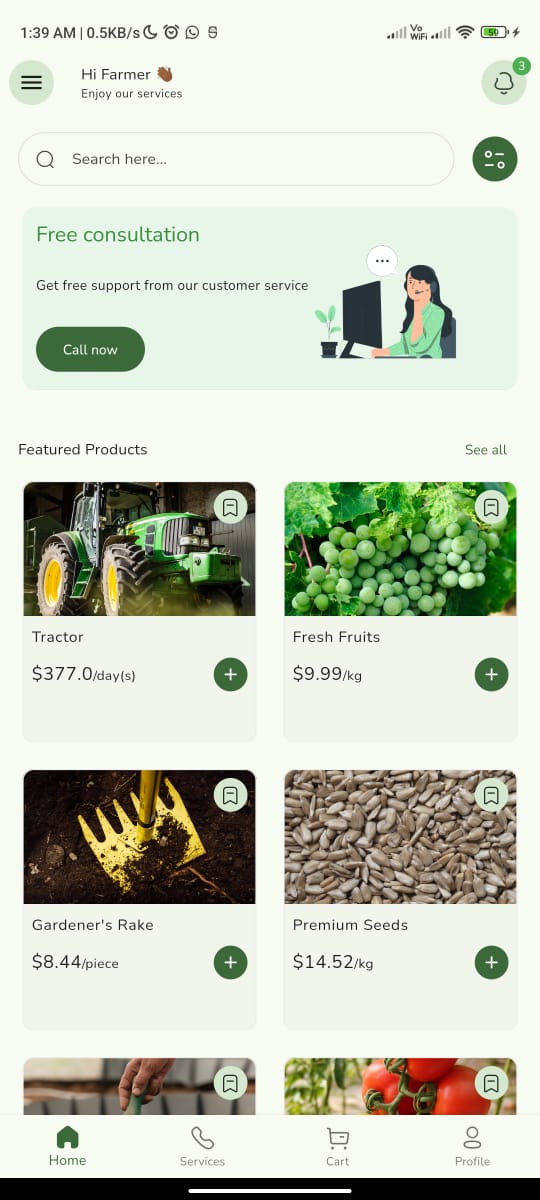 1:39 AM | 0.5KB/s
Vo
WiFi
50
Hi Farmer 👋🏾
Enjoy our services
3
Search here...
Free consultation
Get free support from our customer service
Call now
Featured Products
See all
Tractor
$377.0/day(s)
Fresh Fruits
$9.99/kg
Gardener's Rake
$8.44/piece
Premium Seeds
$14.52/kg
Home
Services
Cart
Profile